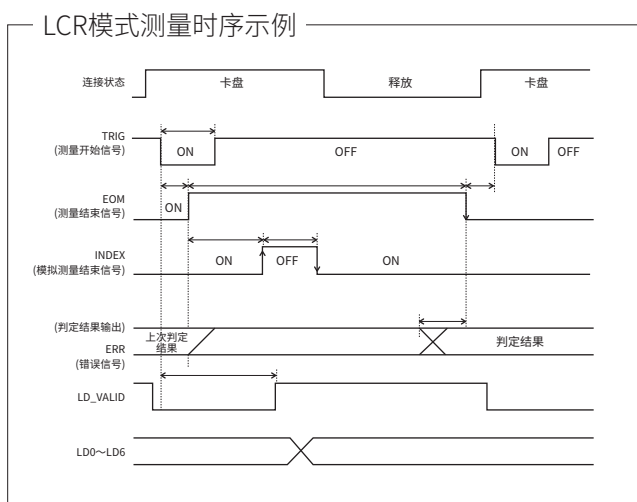 LCR模式测量时序示例
连接状态
卡盘
释放
卡盘
TRIG
(测量开始信号)
ON
OFF
ON
OFF
EOM
(测量结束信号)
ON
INDEX
(模拟测量结束信号)
ON
OFF
ON
(判定结果输出)
上次判定
结果
判定结果
ERR
(错误信号)
LD_VALID
LD0～LD6